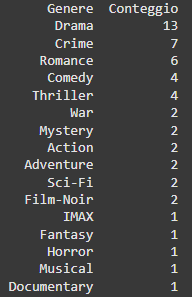 Genere Conteggio
Drama 13
Crime 7
Romance 6
Comedy 4
Thriller 4
War 2
Mystery 2
Action 2
Adventure 2
Sci-Fi 2
Film-Noir 2
IMAX 1
Fantasy 1
Horror 1
Musical 1
Documentary 1